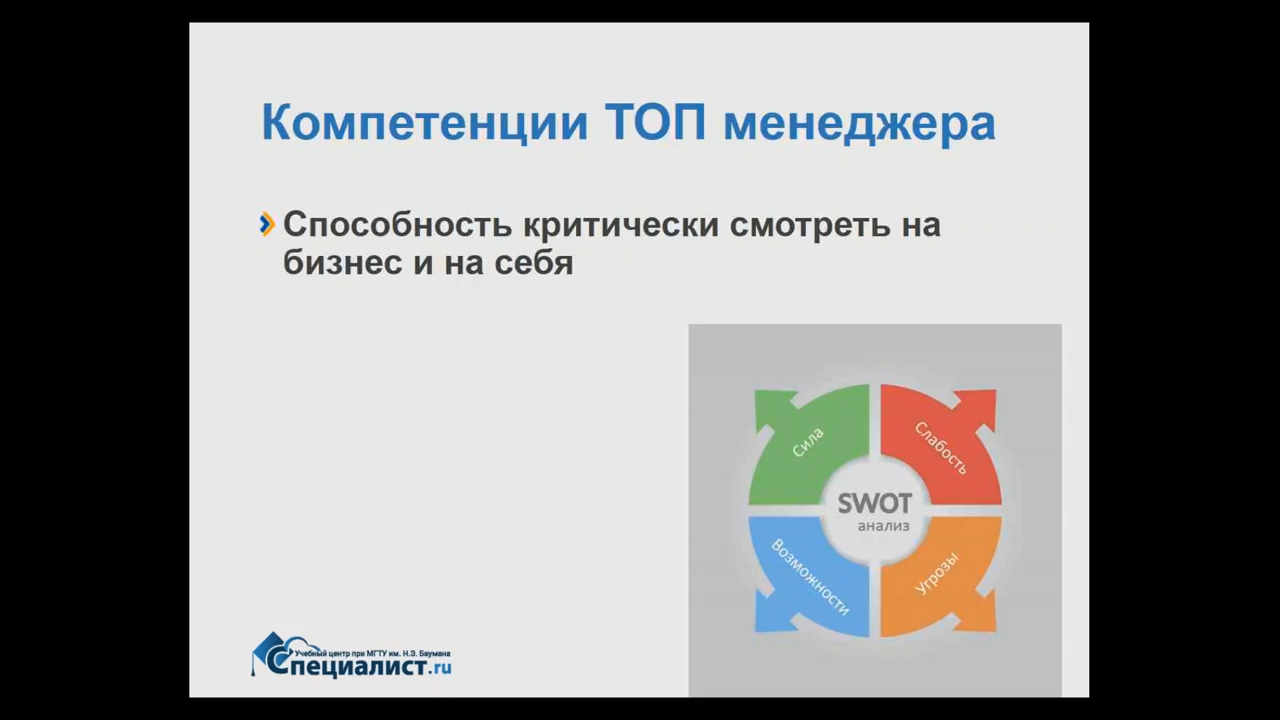 Компетенции ТОП менеджера
Способность критически смотреть на
бизнес и на себя
Сила
Слабость
SWOT
анализ
Возможности
Угрозы
Учебный центр при МГТУ им. Н.Э. Баумана
Специалист.ru